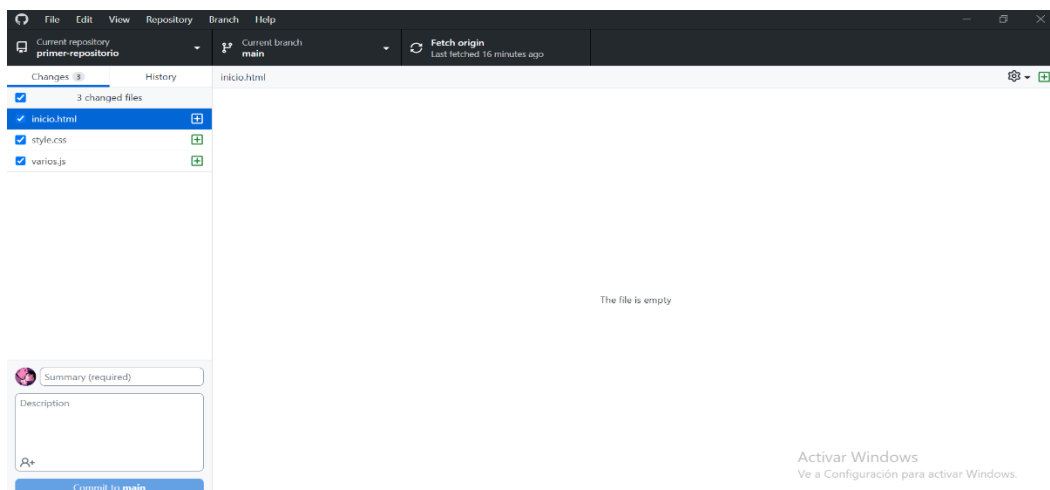 File Edit View Repository Branch Help
Current repository
primer-repositorio
Current branch
main
Fetch origin
Last fetched 16 minutes ago
Changes 3 History
inicio.html
3 changed files
inicio.html
style.css
varios.js
The file is empty
Summary (required)
Description
Activar Windows
Ve a Configuración para activar Windows.
Commit to main